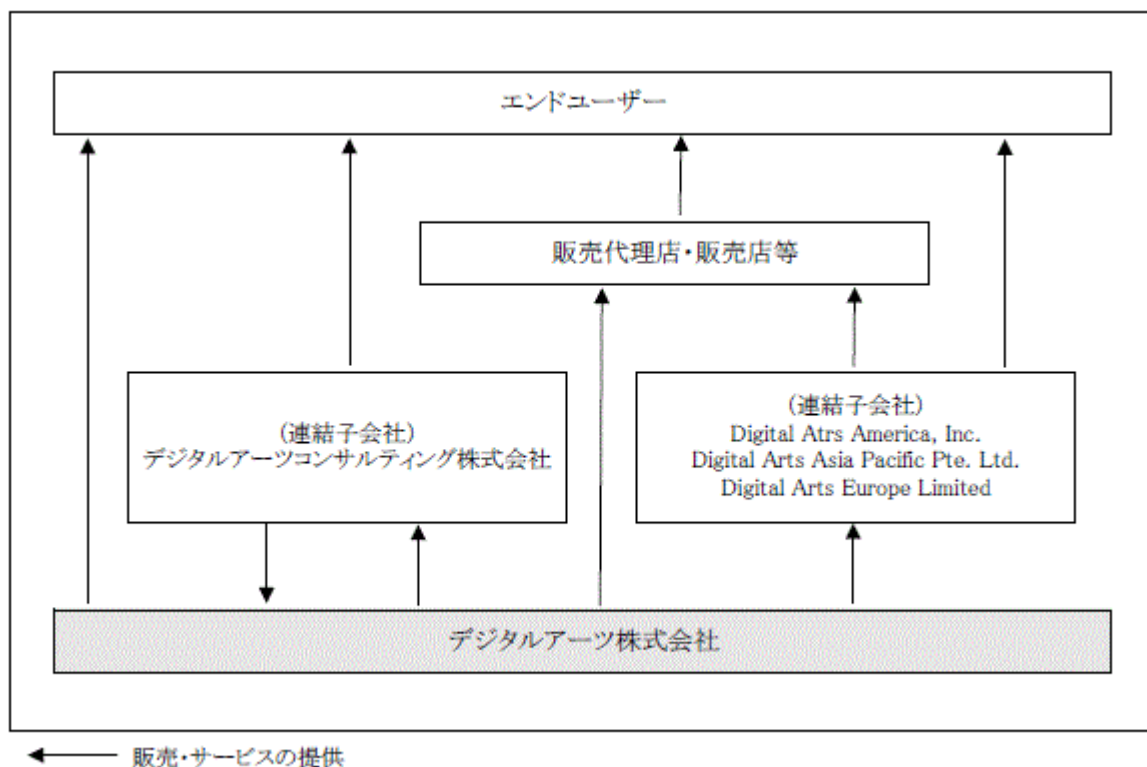 エンドユーザー
販売代理店・販売店等
(連結子会社)
デジタルアーツコンサルティング株式会社
(連結子会社)
Digital Atrs America, Inc.
Digital Arts Asia Pacific Pte. Ltd.
Digital Arts Europe Limited
デジタルアーツ株式会社
販売・サービスの提供